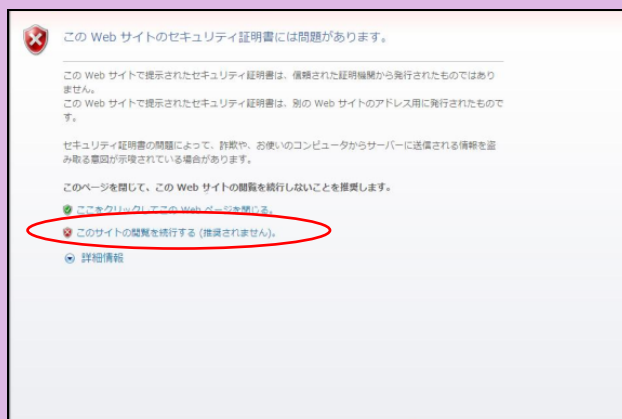 この Web サイトのセキュリティ証明書には問題があります。
この Web サイトで提示されたセキュリティ証明書は、信頼された証明機関から発行されたものではあり
ません。
この Web サイトで提示されたセキュリティ証明書は、別の Web サイトのアドレス用に発行されたもので
す。
セキュリティ証明書の問題によって、詐欺や、お使いのコンピュータからサーバーに送信される情報を盗
み取る意図が示唆されている場合があります。
このページを閉じて、この Web サイトの閲覧を続行しないことを推奨します。
ここをクリックしてこの Web ページを閉じる。
このサイトの閲覧を続行する (推奨されません)。
詳細情報